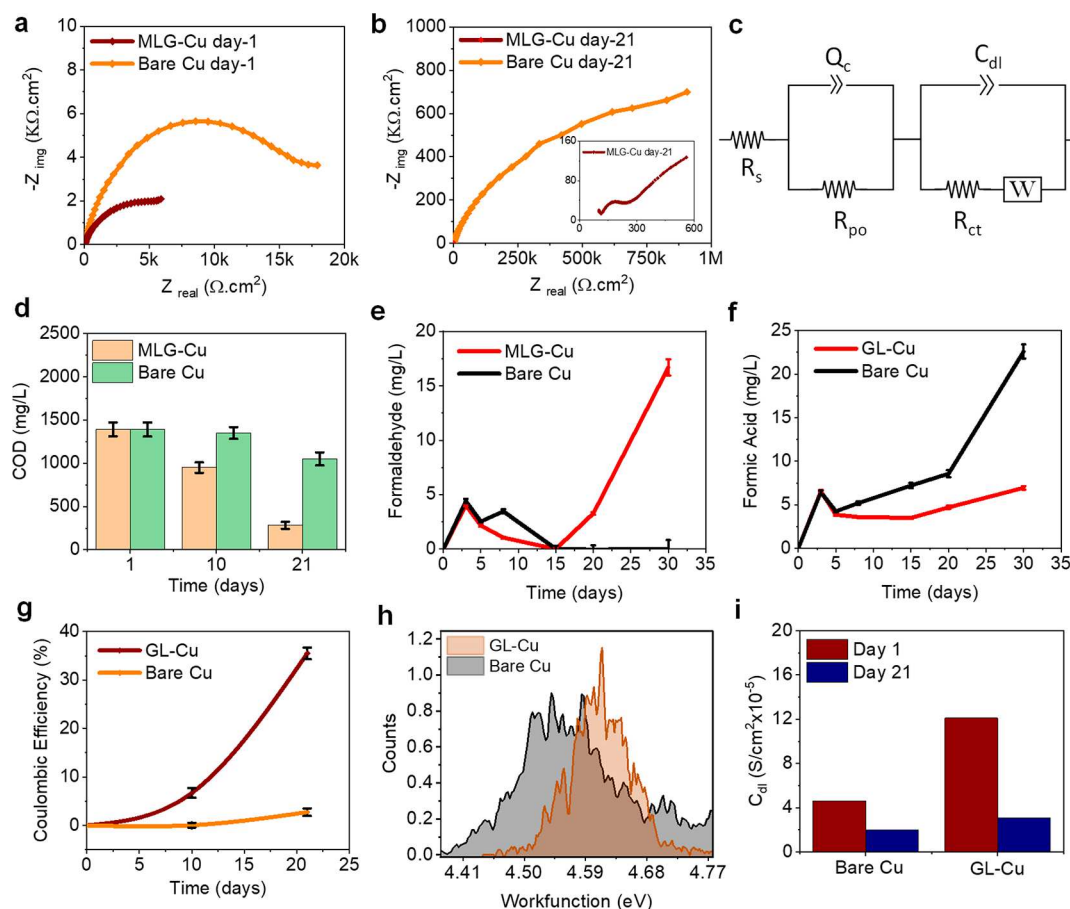 a
10
8
6
4
2
0
-Z img (KΩ.cm²)
MLG-Cu day-1
Bare Cu day-1
0
5k
10k
15k
20k
Z real (Ω.cm²)
b
1000
800
600
400
200
0
-Z img (KΩ.cm²)
MLG-Cu day-21
Bare Cu day-21
160
80
0
MLG-Cu day-21
0
300
600
0
250k
500k
750k
1M
Z real (Ω.cm²)
c
Qc
Cdl
Rs
Rpo
Rct
W
d
2500
2000
1500
1000
500
0
COD (mg/L)
MLG-Cu
Bare Cu
1
10
21
Time (days)
e
20
15
10
5
0
Formaldehyde (mg/L)
MLG-Cu
Bare Cu
0
5
10
15
20
25
30
35
Time (days)
f
25
20
15
10
5
0
Formic Acid (mg/L)
GL-Cu
Bare Cu
0
5
10
15
20
25
30
35
Time (days)
g
40
30
20
10
0
Coulombic Efficiency (%)
GL-Cu
Bare Cu
0
5
10
15
20
25
Time (days)
h
1.2
1.0
0.8
0.6
0.4
0.2
0.0
Counts
GL-Cu
Bare Cu
4.41
4.50
4.59
4.68
4.77
Workfunction (eV)
i
20
16
12
8
4
0
Cdl (S/cm²x10⁻⁵)
Day 1
Day 21
Bare Cu
GL-Cu